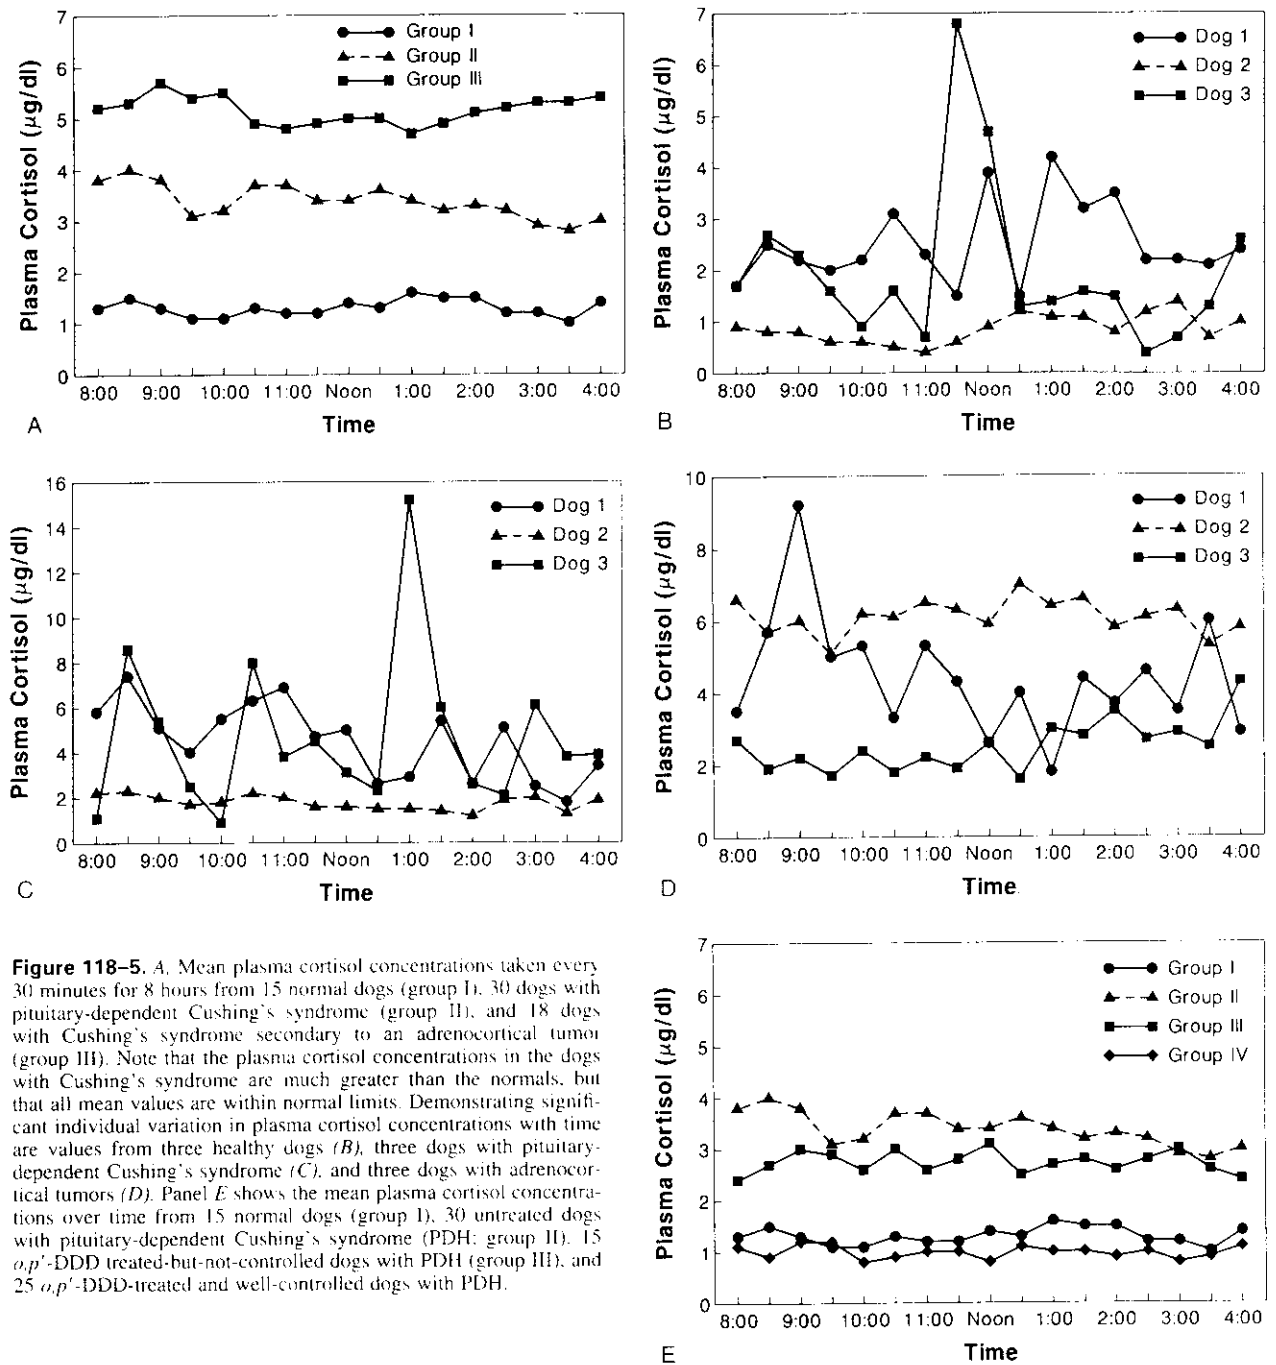 7
6
5
4
3
2
1
0
Plasma Cortisol (μg/dl)
Group I
Group II
Group III
8:00 9:00 10:00 11:00 Noon 1:00 2:00 3:00 4:00
Time
A
7
6
5
4
3
2
1
0
Plasma Cortisol (μg/dl)
Dog 1
Dog 2
Dog 3
8:00 9:00 10:00 11:00 Noon 1:00 2:00 3:00 4:00
Time
B
16
14
12
10
8
6
4
2
0
Plasma Cortisol (μg/dl)
Dog 1
Dog 2
Dog 3
8:00 9:00 10:00 11:00 Noon 1:00 2:00 3:00 4:00
Time
C
10
8
6
4
2
0
Plasma Cortisol (μg/dl)
Dog 1
Dog 2
Dog 3
8:00 9:00 10:00 11:00 Noon 1:00 2:00 3:00 4:00
Time
D
Figure 118–5. A, Mean plasma cortisol concentrations taken every
30 minutes for 8 hours from 15 normal dogs (group I), 30 dogs with
pituitary-dependent Cushing's syndrome (group II), and 18 dogs
with Cushing's syndrome secondary to an adrenocortical tumor
(group III). Note that the plasma cortisol concentrations in the dogs
with Cushing's syndrome are much greater than the normals, but
that all mean values are within normal limits. Demonstrating signifi-
cant individual variation in plasma cortisol concentrations with time
are values from three healthy dogs (B), three dogs with pituitary-
dependent Cushing's syndrome (C), and three dogs with adrenocor-
tical tumors (D). Panel E shows the mean plasma cortisol concentra-
tions over time from 15 normal dogs (group I), 30 untreated dogs
with pituitary-dependent Cushing's syndrome (PDH; group II), 15
o,p'-DDD treated-but-not-controlled dogs with PDH (group III), and
25 o,p'-DDD-treated and well-controlled dogs with PDH.
7
6
5
4
3
2
1
0
Plasma Cortisol (μg/dl)
Group I
Group II
Group III
Group IV
8:00 9:00 10:00 11:00 Noon 1:00 2:00 3:00 4:00
Time
E